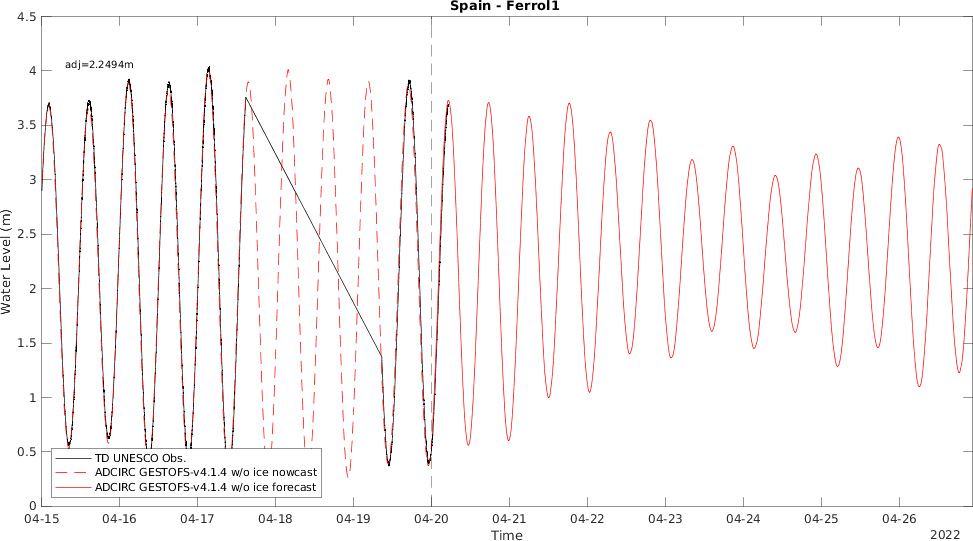 Spain - Ferrol1
adj=2.2494m
4.5
4
3.5
3
2.5
2
1.5
1
0.5
0
Water Level (m)
TD UNESCO Obs.
ADCIRC GESTOFS-v4.1.4 w/o ice nowcast
ADCIRC GESTOFS-v4.1.4 w/o ice forecast
04-15 04-16 04-17 04-18 04-19 04-20 04-21 04-22 04-23 04-24 04-25 04-26
Time
2022